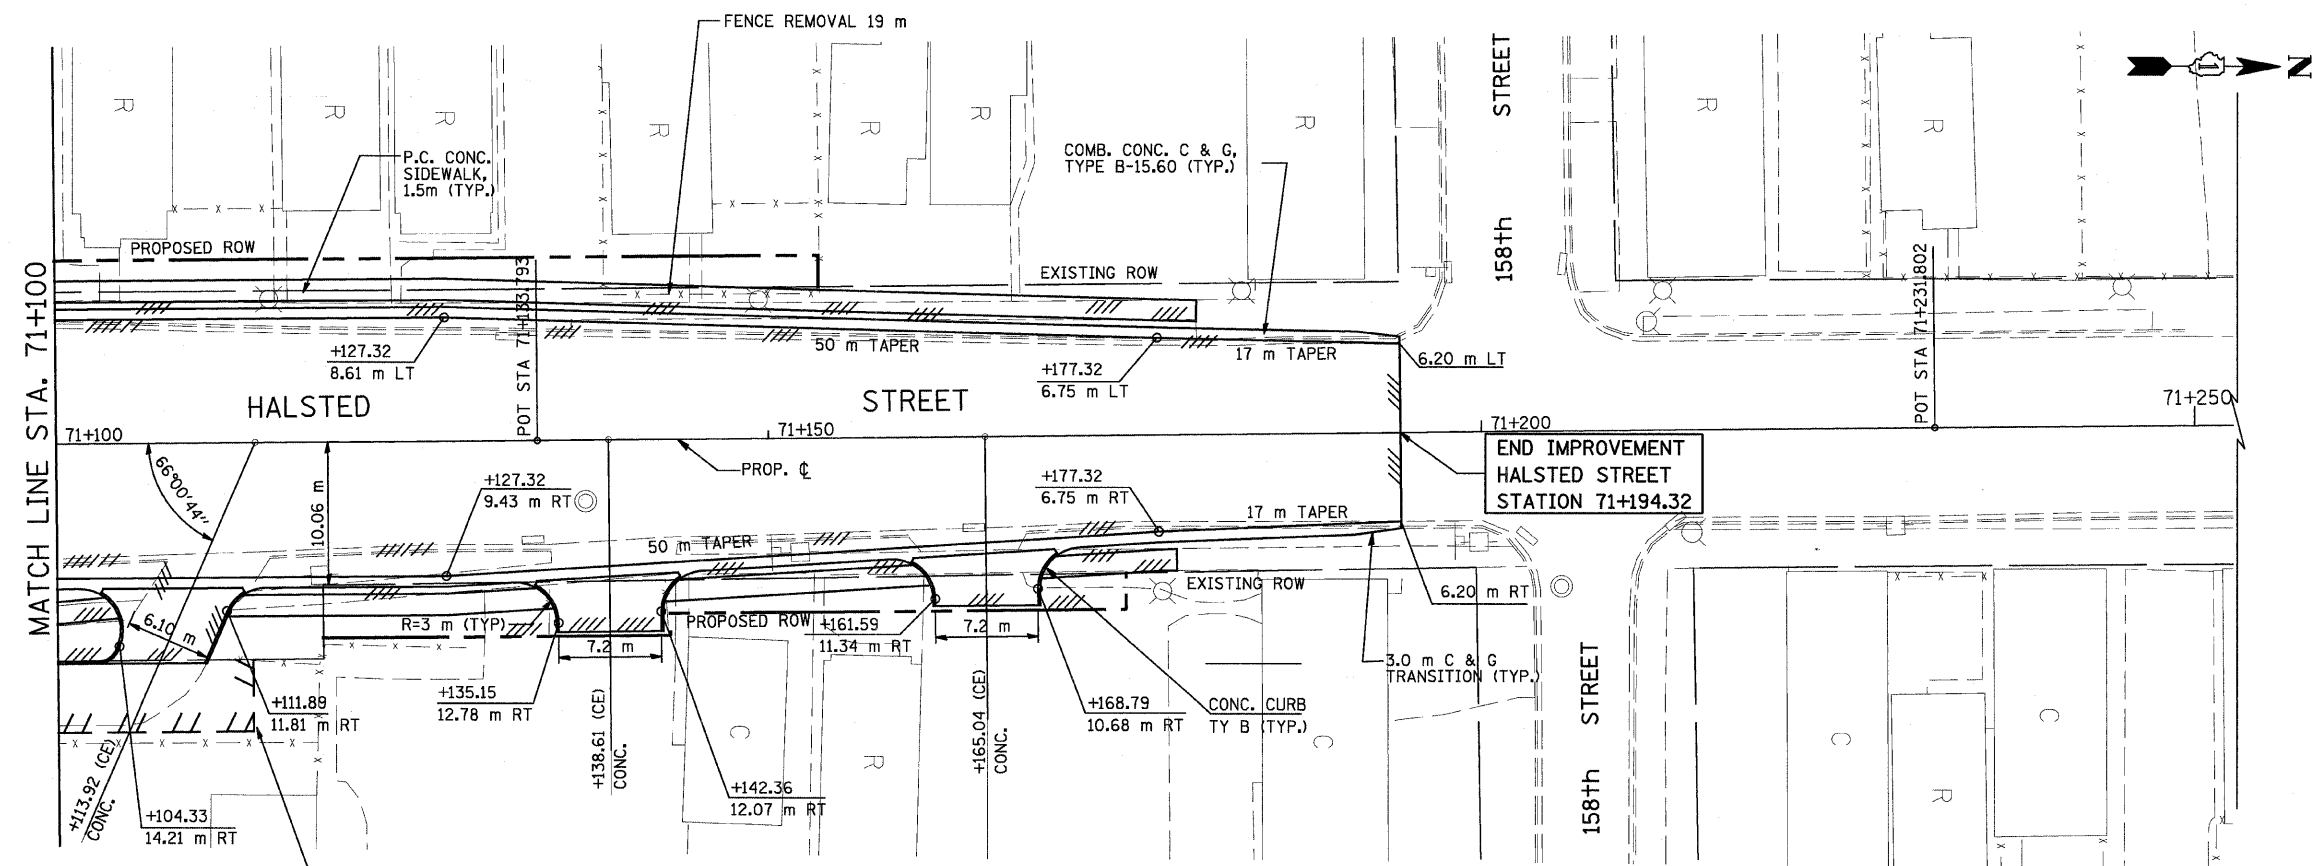 FENCE REMOVAL 19 m
STREET
158th
N
1
R
R
R
R
R
R
R
R
R
P.C. CONC.
SIDEWALK,
1.5m (TYP.)
COMB. CONC. C & G,
TYPE B-15.60 (TYP.)
PROPOSED ROW
EXISTING ROW
POT STA 71+133.793
POT STA 71+231.802
MATCH LINE STA. 71+100
+127.32
8.61 m LT
50 m TAPER
+177.32
6.75 m LT
17 m TAPER
6.20 m LT
HALSTED
STREET
71+100
71+150
71+200
71+250
PROP. ℄
END IMPROVEMENT
HALSTED STREET
STATION 71+194.32
66°00'44"
10.06 m
+127.32
9.43 m RT
+177.32
6.75 m RT
17 m TAPER
50 m TAPER
EXISTING ROW
6.20 m RT
6.10 m
R=3 m (TYP)
PROPOSED ROW
7.2 m
+161.59
11.34 m RT
7.2 m
3.0 m C & G
TRANSITION (TYP.)
158th STREET
+111.89
11.81 m RT
+135.15
12.78 m RT
+168.79
10.68 m RT
CONC. CURB
TY B (TYP.)
+138.61 (CE)
CONC.
+165.04 (CE)
CONC.
+142.36
12.07 m RT
+113.92 (CE)
CONC.
+104.33
14.21 m RT
C
R
C
C
R
C